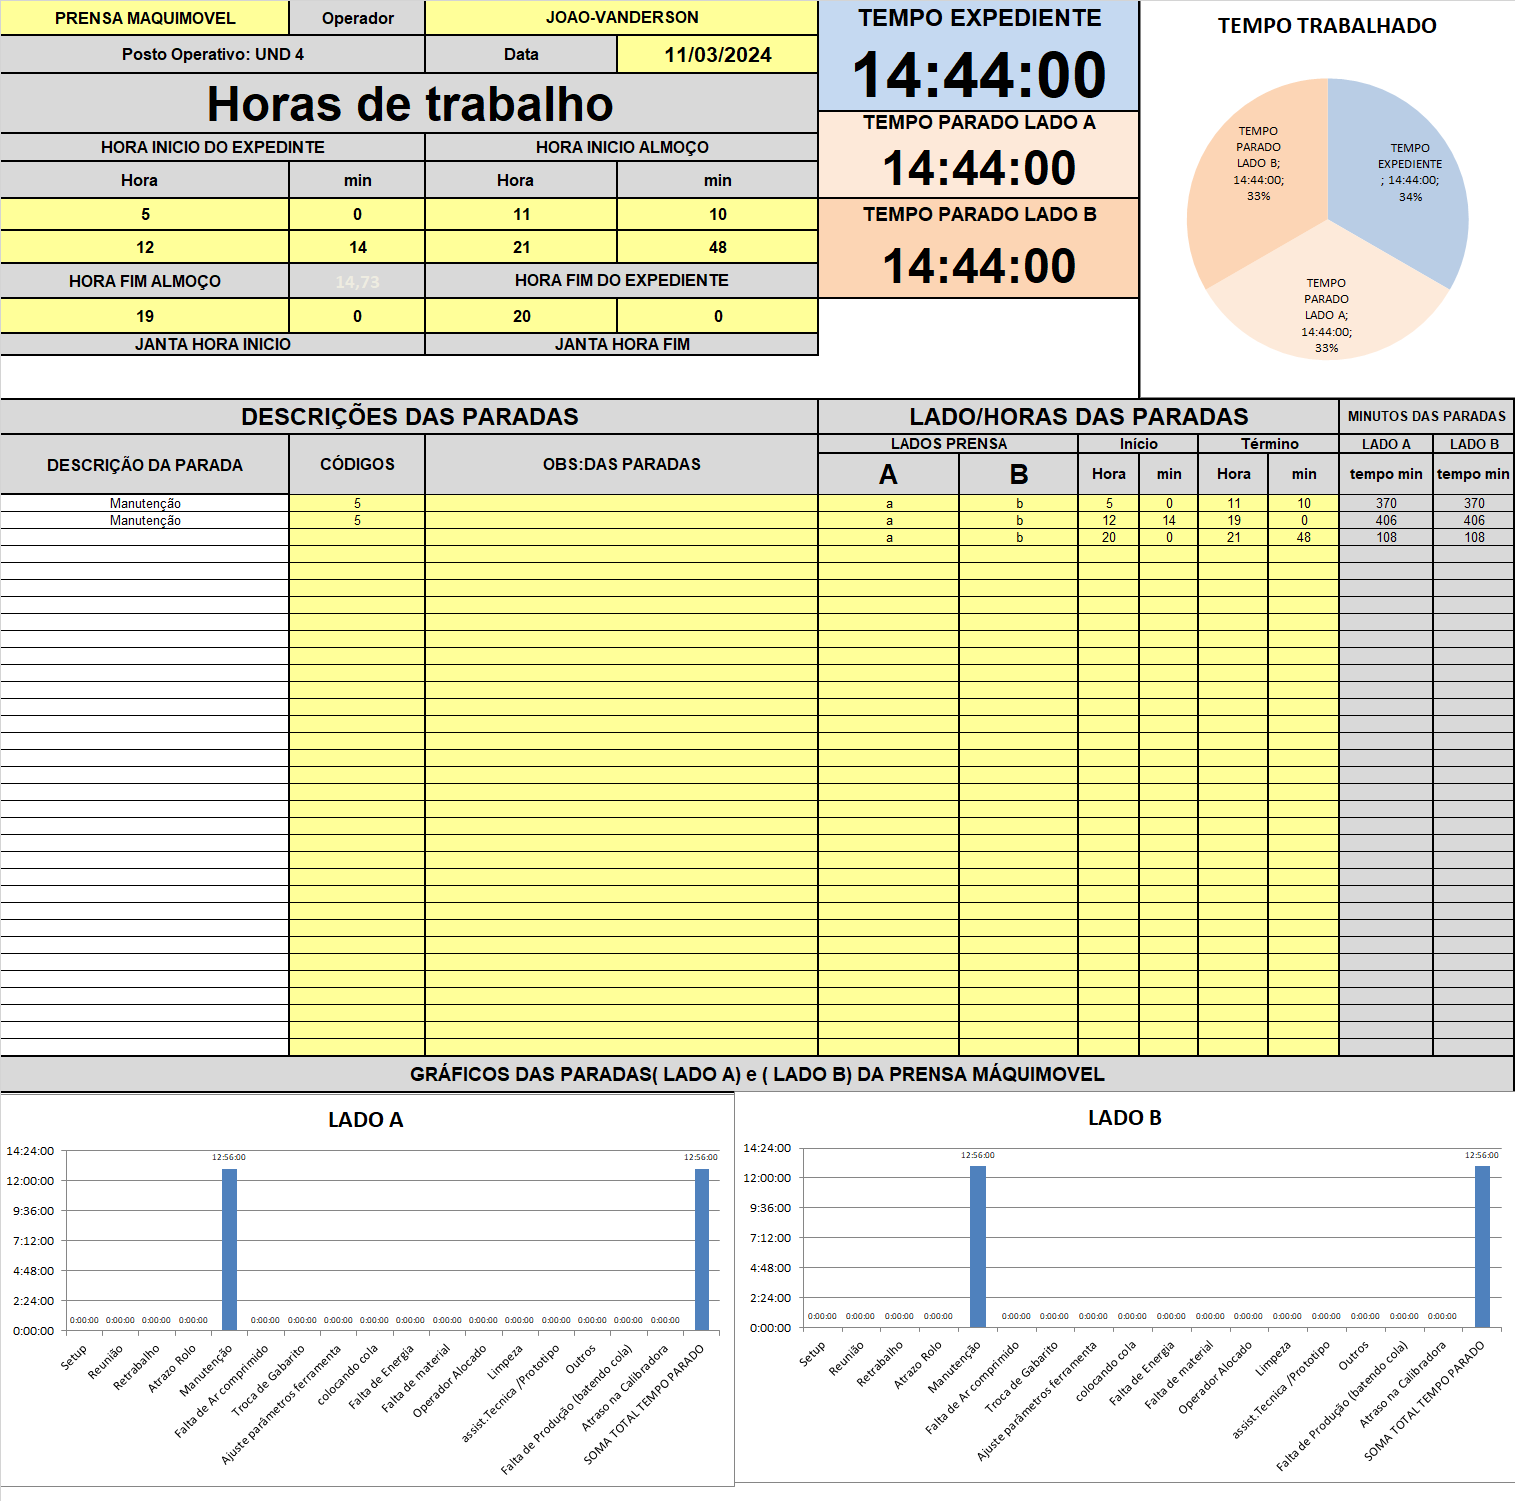 PRENSA MAQUIMOVEL Operador JOAO-VANDERSON
Posto Operativo: UND 4 Data 11/03/2024
Horas de trabalho
HORA INICIO DO EXPEDINTE HORA INICIO ALMOÇO
Hora min Hora min
5 0 11 10
12 14 21 48
HORA FIM ALMOÇO 14,73 HORA FIM DO EXPEDIENTE
19 0 20 0
JANTA HORA INICIO JANTA HORA FIM
TEMPO EXPEDIENTE
14:44:00
TEMPO PARADO LADO A
14:44:00
TEMPO PARADO LADO B
14:44:00
TEMPO TRABALHADO
TEMPO
PARADO
LADO B;
14:44:00;
33%
TEMPO
EXPEDIENTE
; 14:44:00;
34%
TEMPO
PARADO
LADO A;
14:44:00;
33%
DESCRIÇÕES DAS PARADAS LADO/HORAS DAS PARADAS MINUTOS DAS PARADAS
DESCRIÇÃO DA PARADA CÓDIGOS OBS:DAS PARADAS
LADOS PRENSA Início Término LADO A LADO B
A B Hora min Hora min tempo min tempo min
Manutenção 5 a b 5 0 11 10 370 370
Manutenção 5 a b 12 14 19 0 406 406
a b 20 0 21 48 108 108
GRÁFICOS DAS PARADAS( LADO A) e ( LADO B) DA PRENSA MÁQUIMOVEL
LADO A
14:24:00
12:00:00
9:36:00
7:12:00
4:48:00
2:24:00
0:00:00
0:00:00 0:00:00 0:00:00 0:00:00 12:56:00 0:00:00 0:00:00 0:00:00 0:00:00 0:00:00 0:00:00 0:00:00 0:00:00 0:00:00 0:00:00 0:00:00 0:00:00 12:56:00
Setup
Reunião
Retrabalho
Atrazo Rolo
Manutenção
Falta de Ar comprimido
Troca de Gabarito
Ajuste parâmetros ferramenta
colocando cola
Falta de Energia
Falta de material
Operador Alocado
Limpeza
assist.Tecnica /Prototipo
Outros
Falta de Produção (batendo cola)
Atraso na Calibradora
SOMA TOTAL TEMPO PARADO
LADO B
14:24:00
12:00:00
9:36:00
7:12:00
4:48:00
2:24:00
0:00:00
0:00:00 0:00:00 0:00:00 0:00:00 12:56:00 0:00:00 0:00:00 0:00:00 0:00:00 0:00:00 0:00:00 0:00:00 0:00:00 0:00:00 0:00:00 0:00:00 0:00:00 12:56:00
Setup
Reunião
Retrabalho
Atrazo Rolo
Manutenção
Falta de Ar comprimido
Troca de Gabarito
Ajuste parâmetros ferramenta
colocando cola
Falta de Energia
Falta de material
Operador Alocado
Limpeza
assist.Tecnica /Prototipo
Outros
Falta de Produção (batendo cola)
Atraso na Calibradora
SOMA TOTAL TEMPO PARADO